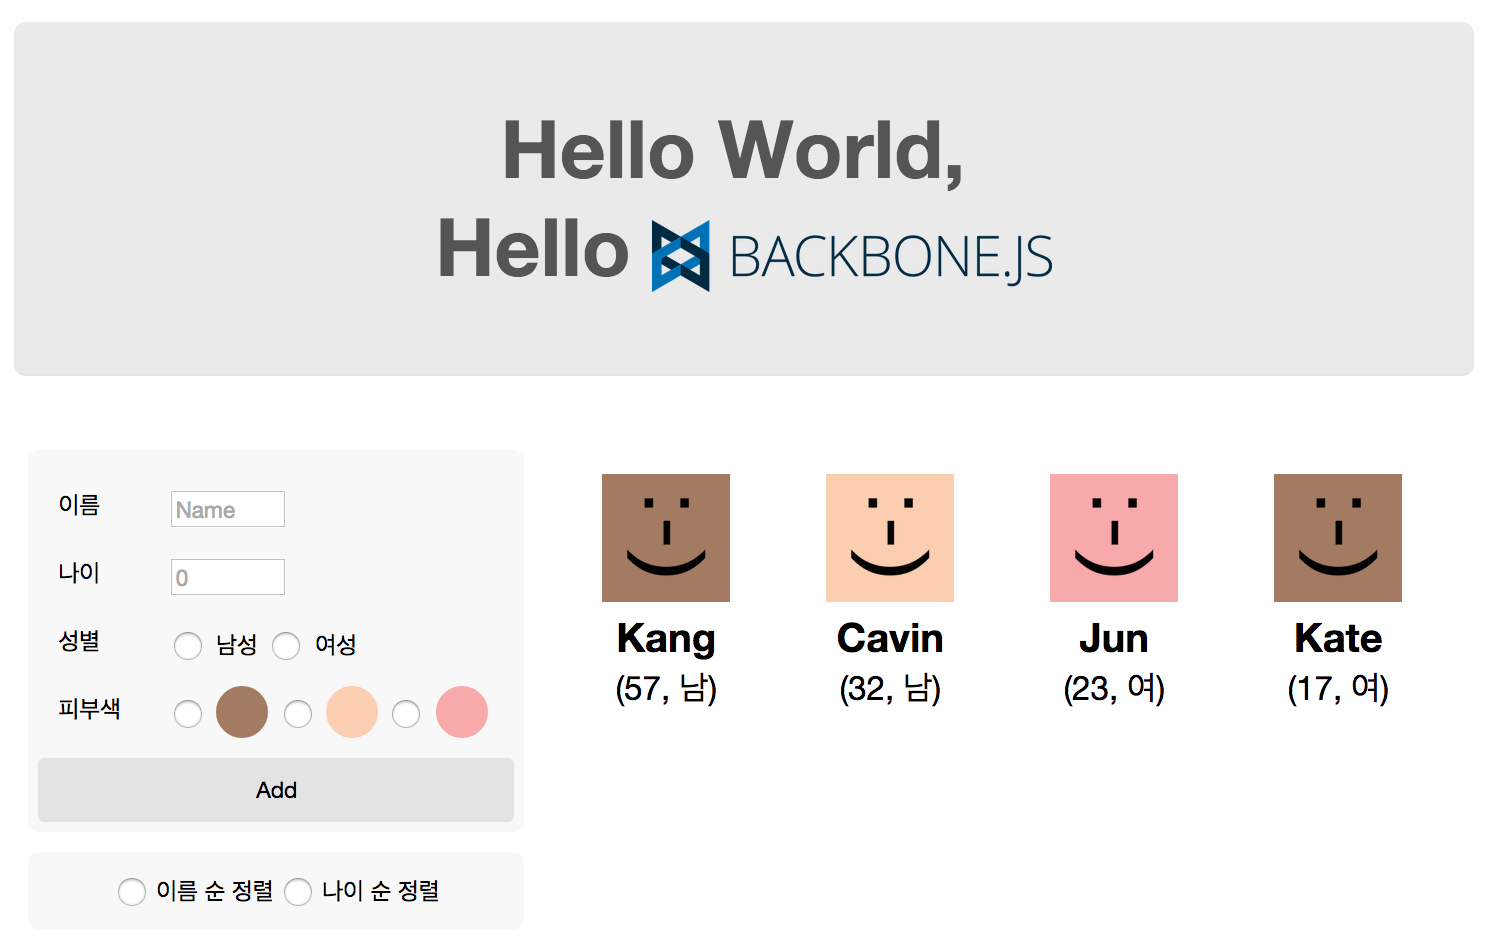 Hello World,
Hello BACKBONE.JS
이름 Name
나이 0
성별 남성 여성
피부색
Add
이름 순 정렬 나이 순 정렬
Kang Cavin Jun Kate
(57, 남) (32, 남) (23, 여) (17, 여)